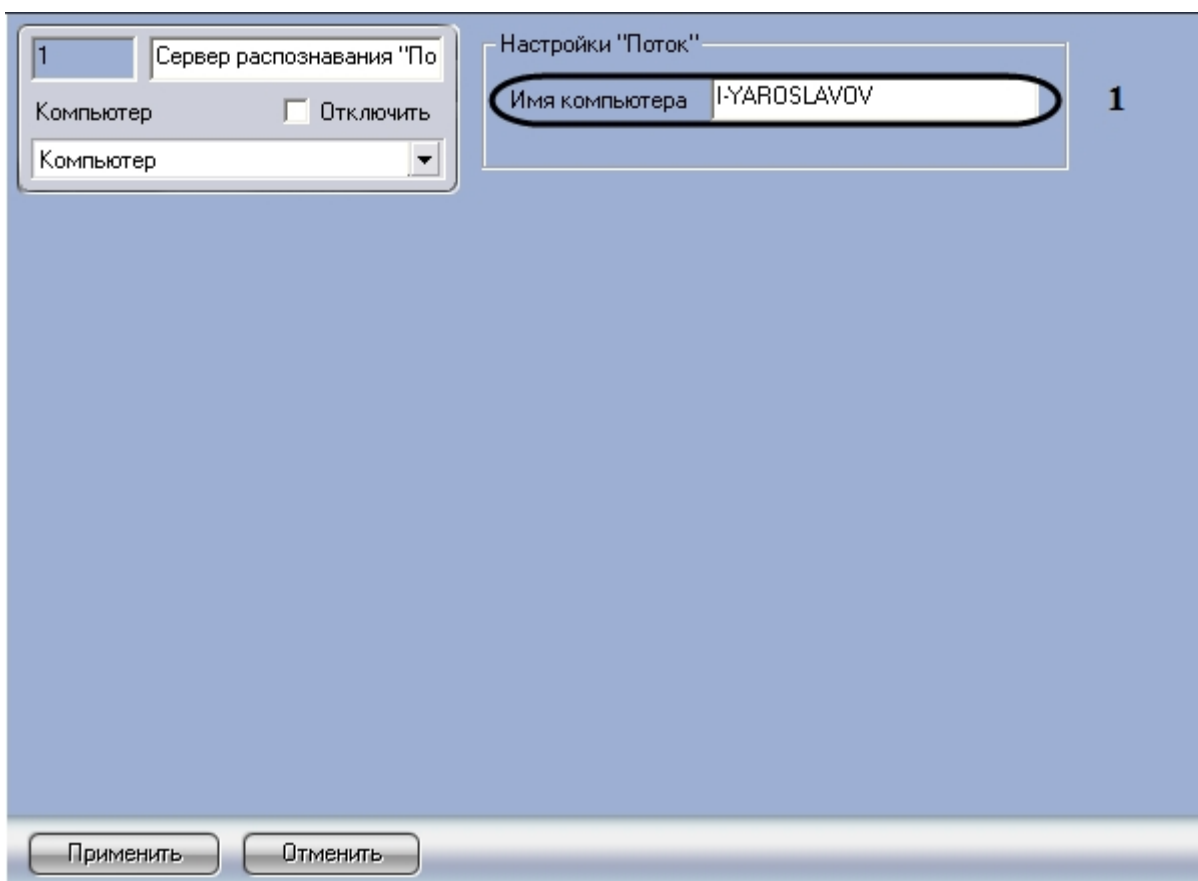 1
Сервер распознавания "По
Компьютер
Отключить
Компьютер
Настройки "Поток"
Имя компьютера
I-YAROSLAVOV
1
Применить
Отменить